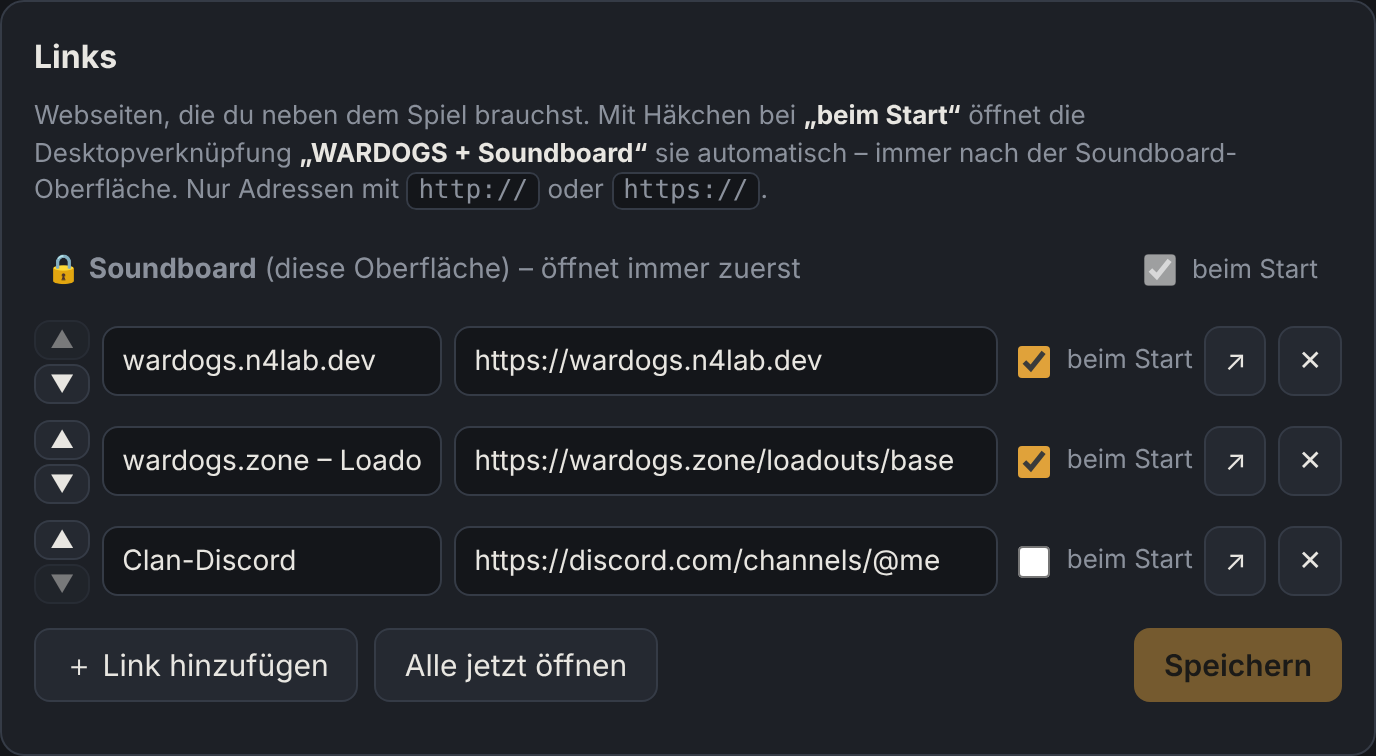 Links
Webseiten, die du neben dem Spiel brauchst. Mit Häkchen bei „beim Start“ öffnet die
Desktopverknüpfung „WARDOGS + Soundboard“ sie automatisch – immer nach der Soundboard-
Oberfläche. Nur Adressen mit http:// oder https://.
🔒 Soundboard (diese Oberfläche) – öffnet immer zuerst beim Start
wardogs.n4lab.dev https://wardogs.n4lab.dev beim Start
wardogs.zone – Loado https://wardogs.zone/loadouts/base beim Start
Clan-Discord https://discord.com/channels/@me beim Start
+ Link hinzufügen Alle jetzt öffnen Speichern